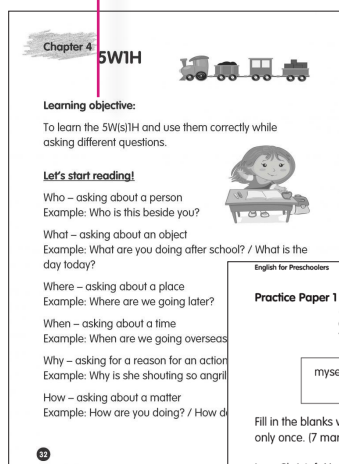 Chapter 4
5W1H
Learning objective:
To learn the 5W(s)1H and use them correctly while
asking different questions.
Let's start reading!
Who – asking about a person
Example: Who is this beside you?
What – asking about an object
Example: What are you doing after school? / What is the
day today?
Where – asking about a place
Example: Where are we going later?
When – asking about a time
Example: When are we going overseas
Why – asking for a reason for an action
Example: Why is she shouting so angril
How – asking about a matter
Example: How are you doing? / How d
32
English for Preschoolers
Practice Paper 1
myse
Fill in the blanks w
only once. (7 mar